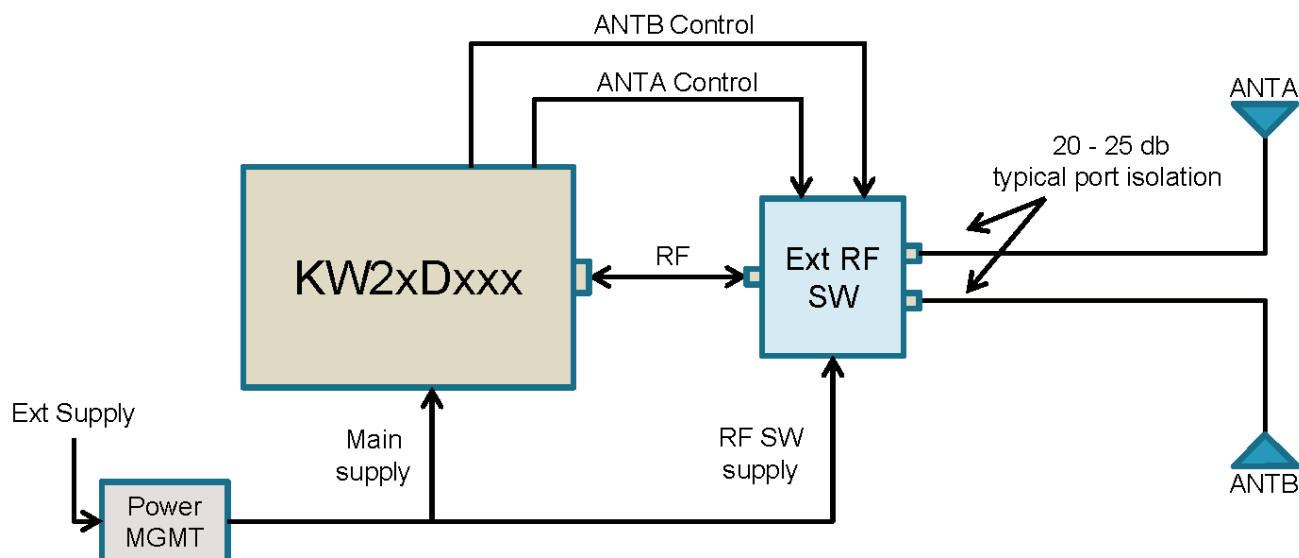 ANTB Control
ANTA Control
ANTA
20 - 25 db
typical port isolation
KW2xDxxx
RF
Ext RF
SW
Ext Supply
Main
supply
RF SW
supply
ANTB
Power
MGMT